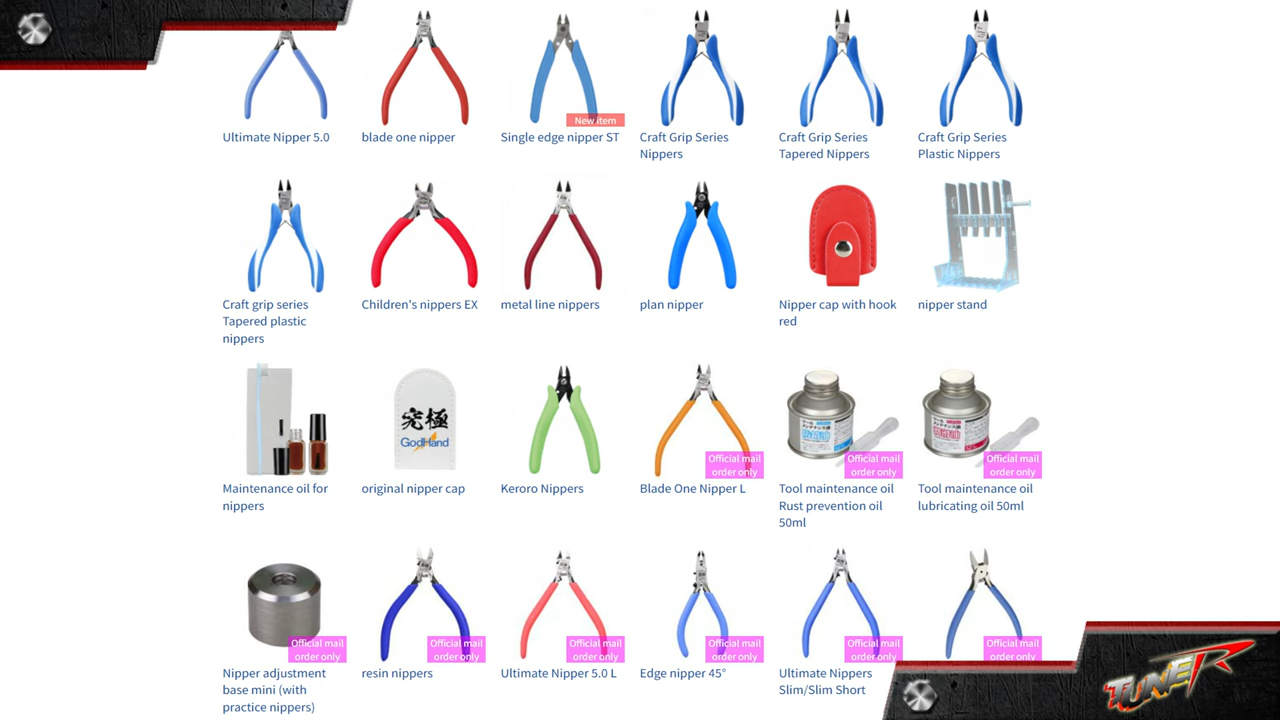 New item
Ultimate Nipper 5.0
blade one nipper
Single edge nipper ST
Craft Grip Series
Nippers
Craft Grip Series
Tapered Nippers
Craft Grip Series
Plastic Nippers
Craft grip series
Tapered plastic
nippers
Children's nippers EX
metal line nippers
plan nipper
Nipper cap with hook
red
nipper stand
究極
GodHand
Official mail
order only
Official mail
order only
Official mail
order only
Maintenance oil for
nippers
original nipper cap
Keroro Nippers
Blade One Nipper L
Tool maintenance oil
Rust prevention oil
50ml
Tool maintenance oil
lubricating oil 50ml
Official mail
order only
Official mail
order only
Official mail
order only
Official mail
order only
Official mail
order only
Official mail
order only
Nipper adjustment
base mini (with
practice nippers)
resin nippers
Ultimate Nipper 5.0 L
Edge nipper 45°
Ultimate Nippers
Slim/Slim Short
TUNER